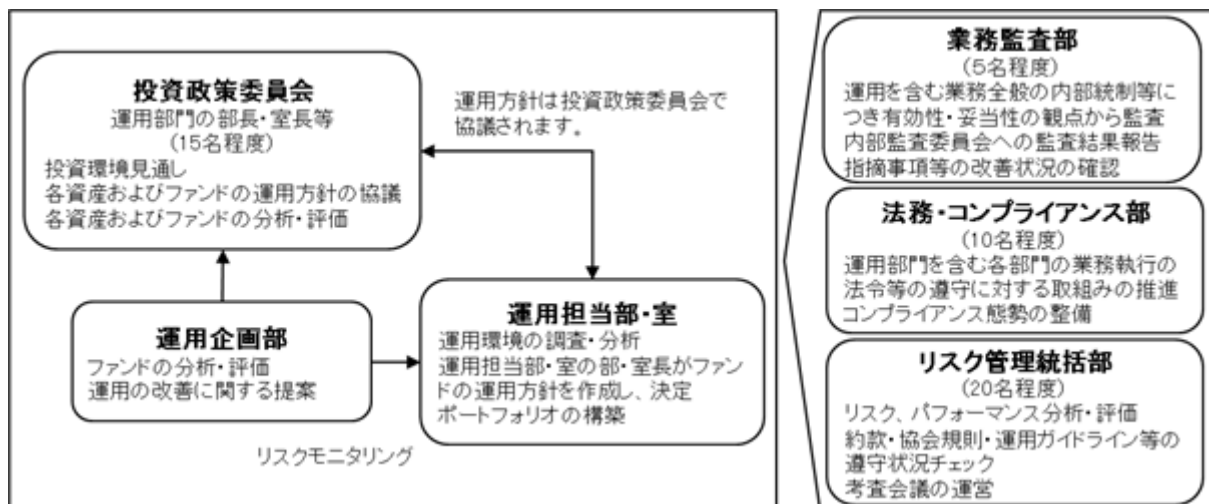 投資政策委員会
運用部門の部長・室長等
(15名程度)
投資環境見通し
各資産およびファンドの運用方針の協議
各資産およびファンドの分析・評価
運用方針は投資政策委員会で
協議されます。
運用企画部
ファンドの分析・評価
運用の改善に関する提案
運用担当部・室
運用環境の調査・分析
運用担当部・室の部・室長がファン
ドの運用方針を作成し、決定
ポートフォリオの構築
リスクモニタリング
業務監査部
(5名程度)
運用を含む業務全般の内部統制等に
つき有効性・妥当性の観点から監査
内部監査委員会への監査結果報告
指摘事項等の改善状況の確認
法務・コンプライアンス部
(10名程度)
運用部門を含む各部門の業務執行の
法令等の遵守に対する取組みの推進
コンプライアンス態勢の整備
リスク管理統括部
(20名程度)
リスク、パフォーマンス分析・評価
約款・協会規則・運用ガイドライン等の
遵守状況チェック
考査会議の運営